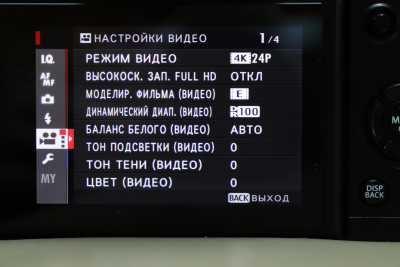 НАСТРОЙКИ ВИДЕО 1/4
I.Q. РЕЖИМ ВИДЕО 4K 24P
AF MF ВЫСОКОСК. ЗАП. FULL HD ОТКЛ
МОДЕЛИР. ФИЛЬМА (ВИДЕО) E
ДИНАМИЧЕСКИЙ ДИАП. (ВИДЕО) DR100
БАЛАНС БЕЛОГО (ВИДЕО) АВТО
ТОН ПОДСВЕТКИ (ВИДЕО) 0
ТОН ТЕНИ (ВИДЕО) 0
MY ЦВЕТ (ВИДЕО) 0
BACK ВЫХОД
DISP
BACK